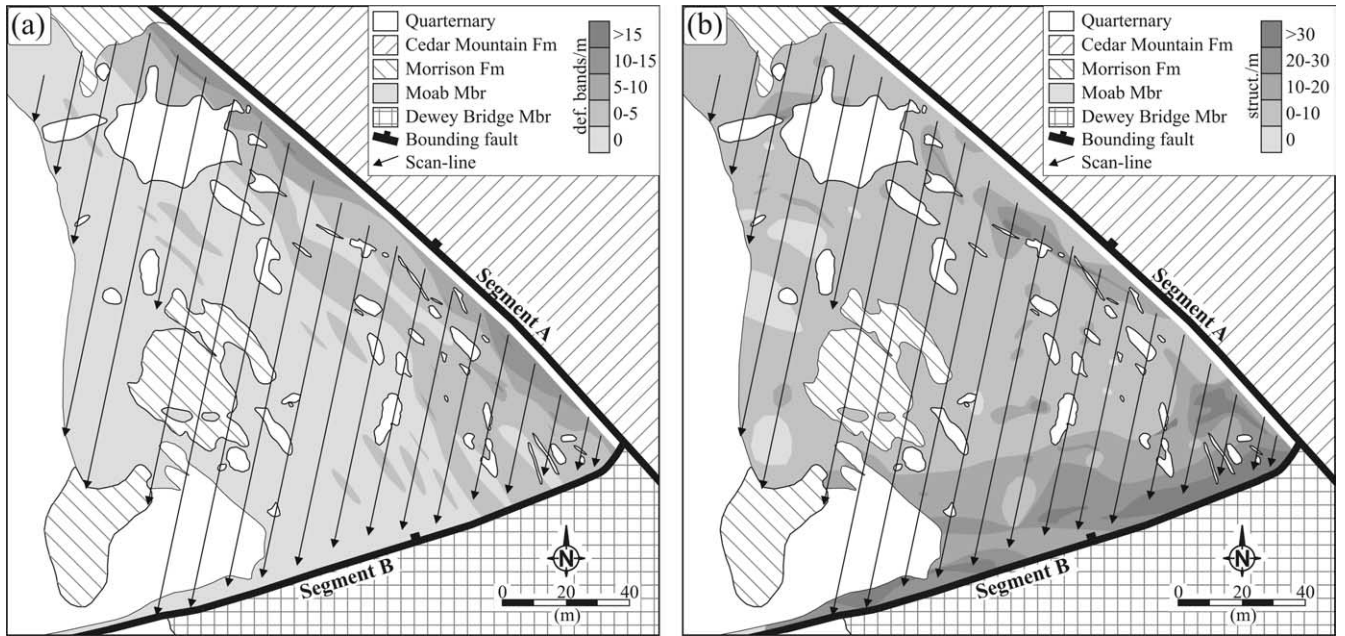 (a)
Quarternary
Cedar Mountain Fm
Morrison Fm
Moab Mbr
Dewey Bridge Mbr
Bounding fault
Scan-line
def. bands/m
>15
10-15
5-10
0-5
0
Segment A
Segment B
N
0 20 40
(m)
(b)
Quarternary
Cedar Mountain Fm
Morrison Fm
Moab Mbr
Dewey Bridge Mbr
Bounding fault
Scan-line
struct./m
>30
20-30
10-20
0-10
0
Segment A
Segment B
N
0 20 40
(m)